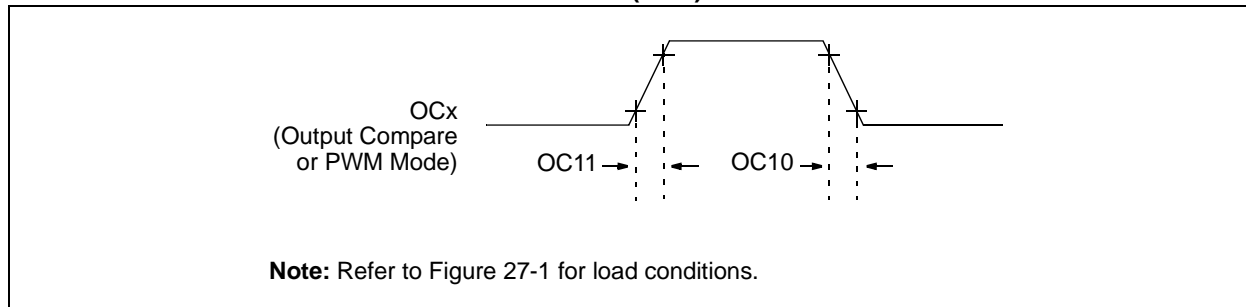 OCx
(Output Compare
or PWM Mode)
OC11
OC10
Note: Refer to Figure 27-1 for load conditions.